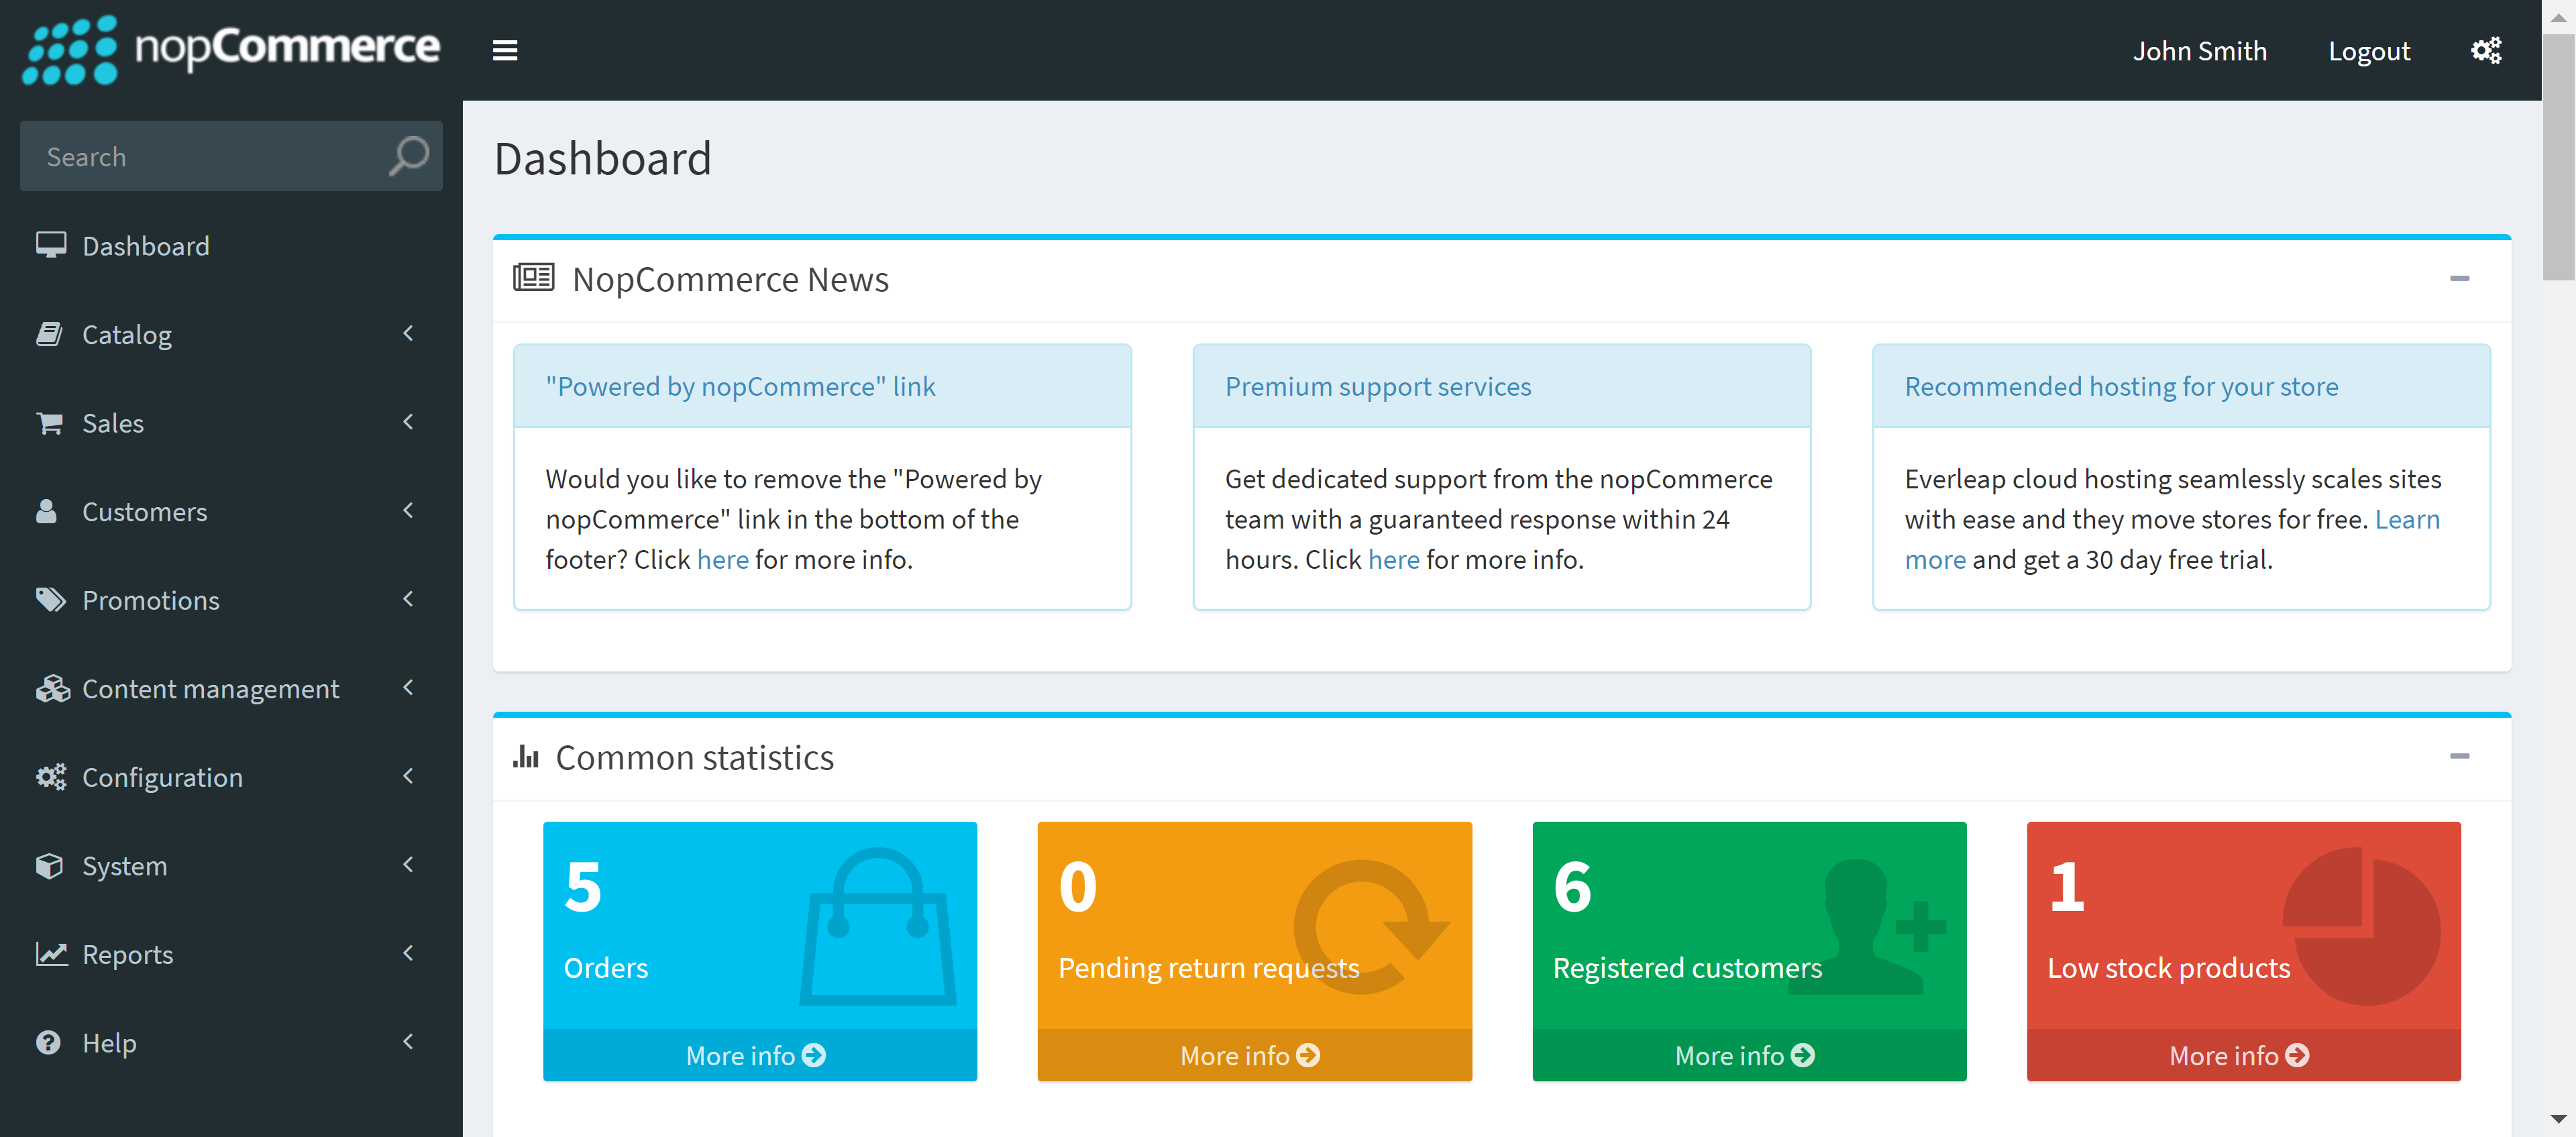 nopCommerce
John Smith
Logout
Search
Dashboard
Catalog
Sales
Customers
Promotions
Content management
Configuration
System
Reports
Help
Dashboard
NopCommerce News
"Powered by nopCommerce" link
Would you like to remove the "Powered by
nopCommerce" link in the bottom of the
footer? Click here for more info.
Premium support services
Get dedicated support from the nopCommerce
team with a guaranteed response within 24
hours. Click here for more info.
Recommended hosting for your store
Everleap cloud hosting seamlessly scales sites
with ease and they move stores for free. Learn
more and get a 30 day free trial.
Common statistics
5
Orders
More info
0
Pending return requests
More info
6
Registered customers
More info
1
Low stock products
More info